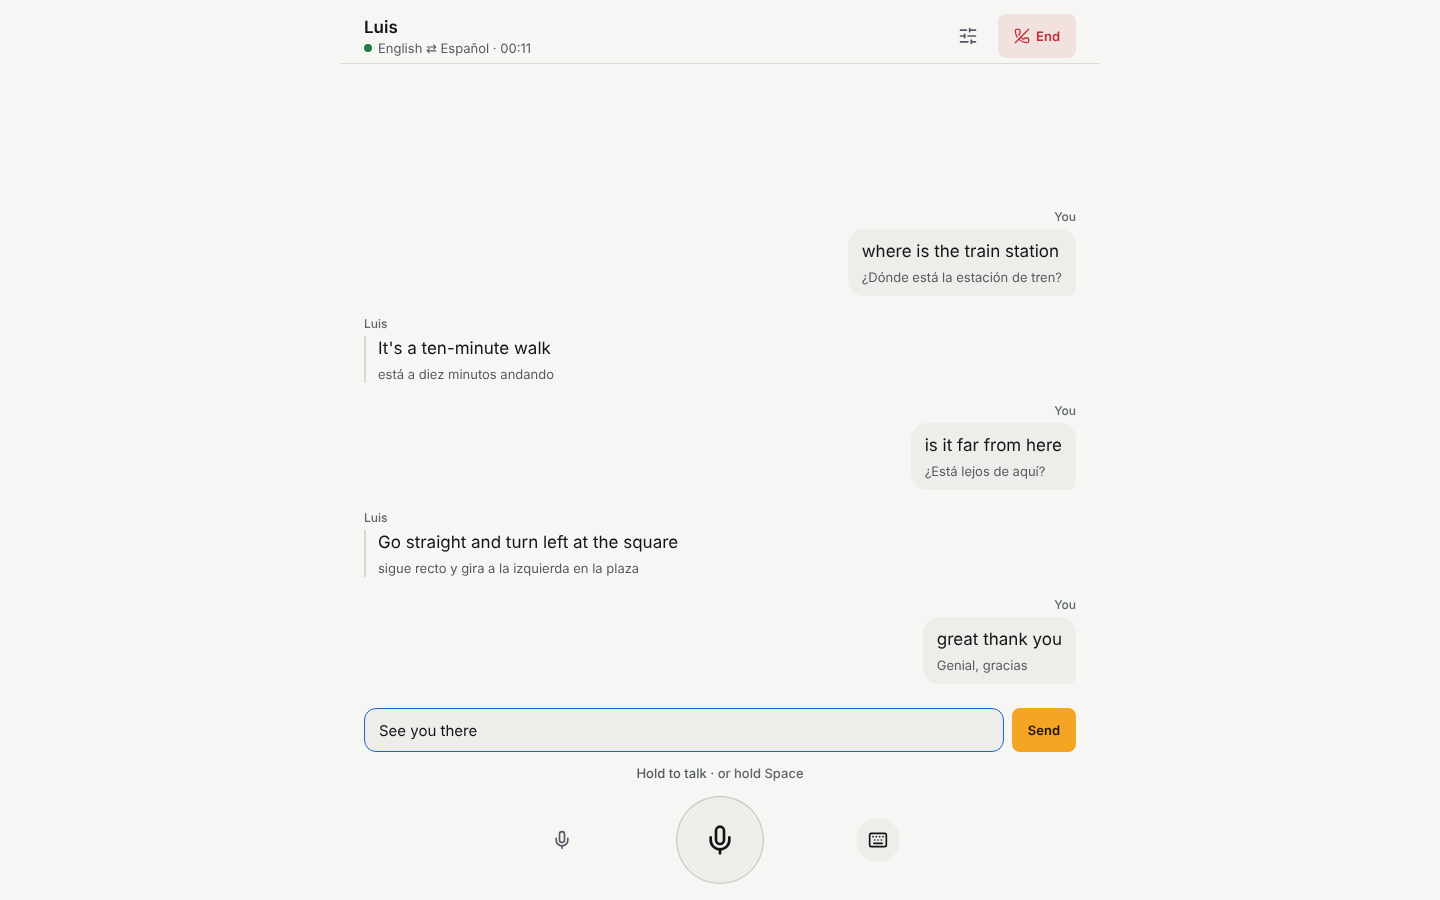 Luis
English ⇄ Español · 00:11
End
You
where is the train station
¿Dónde está la estación de tren?
Luis
It's a ten-minute walk
está a diez minutos andando
You
is it far from here
¿Está lejos de aquí?
Luis
Go straight and turn left at the square
sigue recto y gira a la izquierda en la plaza
You
great thank you
Genial, gracias
See you there
Send
Hold to talk · or hold Space